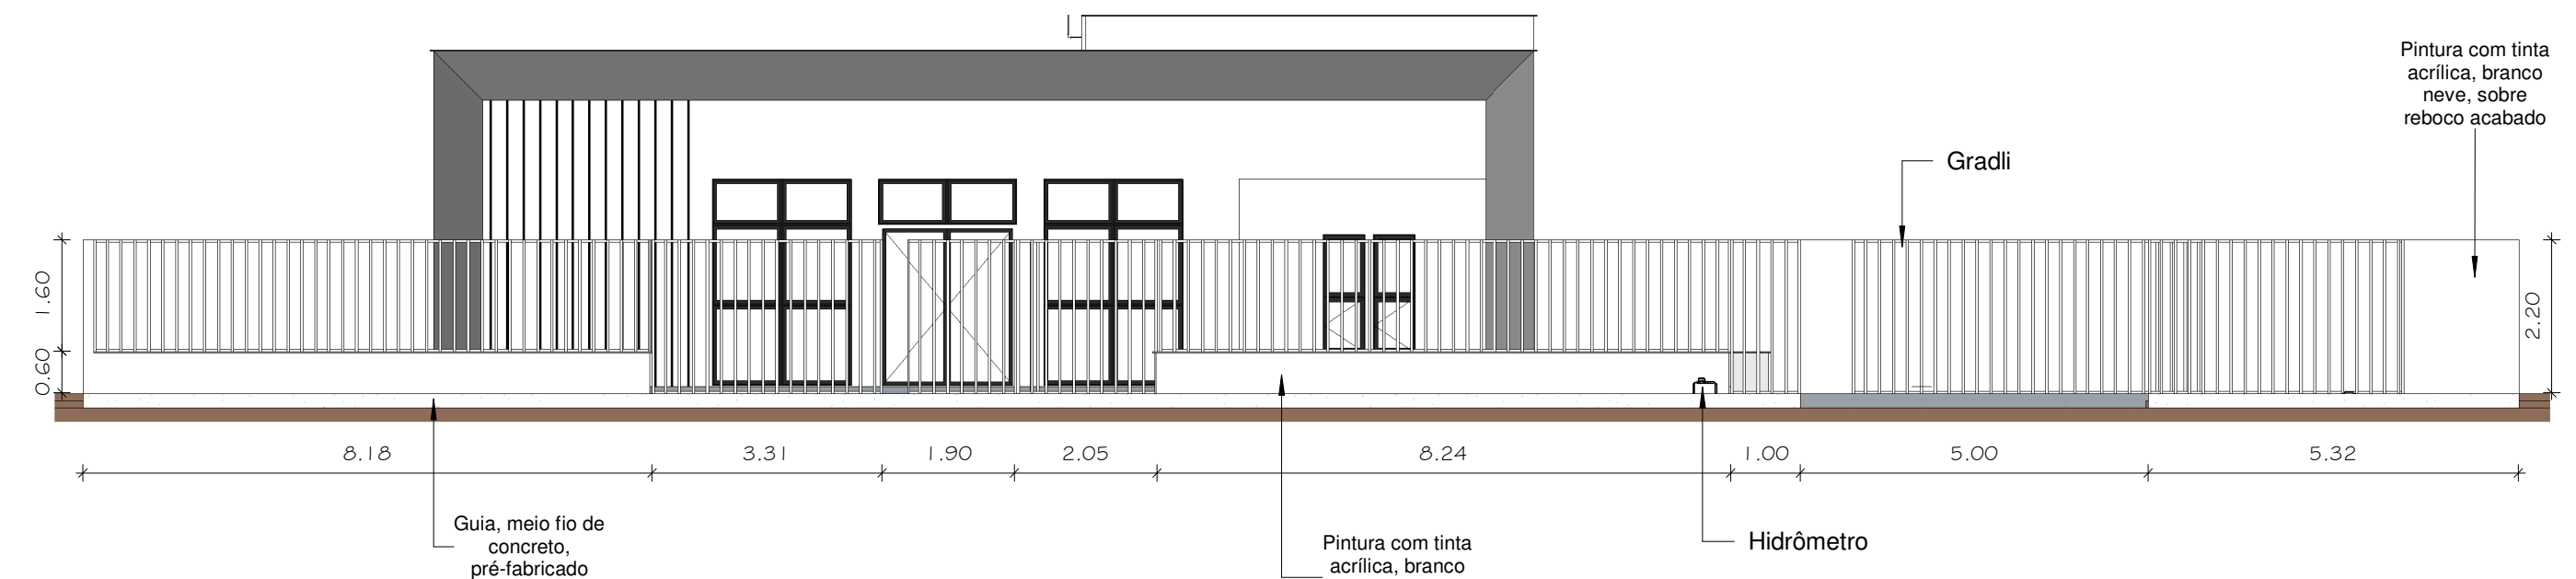 Pintura com tinta
acrílica, branco
neve, sobre
reboco acabado
Gradli
1.60
0.60
2.20
8.18
3.31
1.90
2.05
8.24
1.00
5.00
5.32
Guia, meio fio de
concreto,
pré-fabricado
Pintura com tinta
acrílica, branco
Hidrômetro